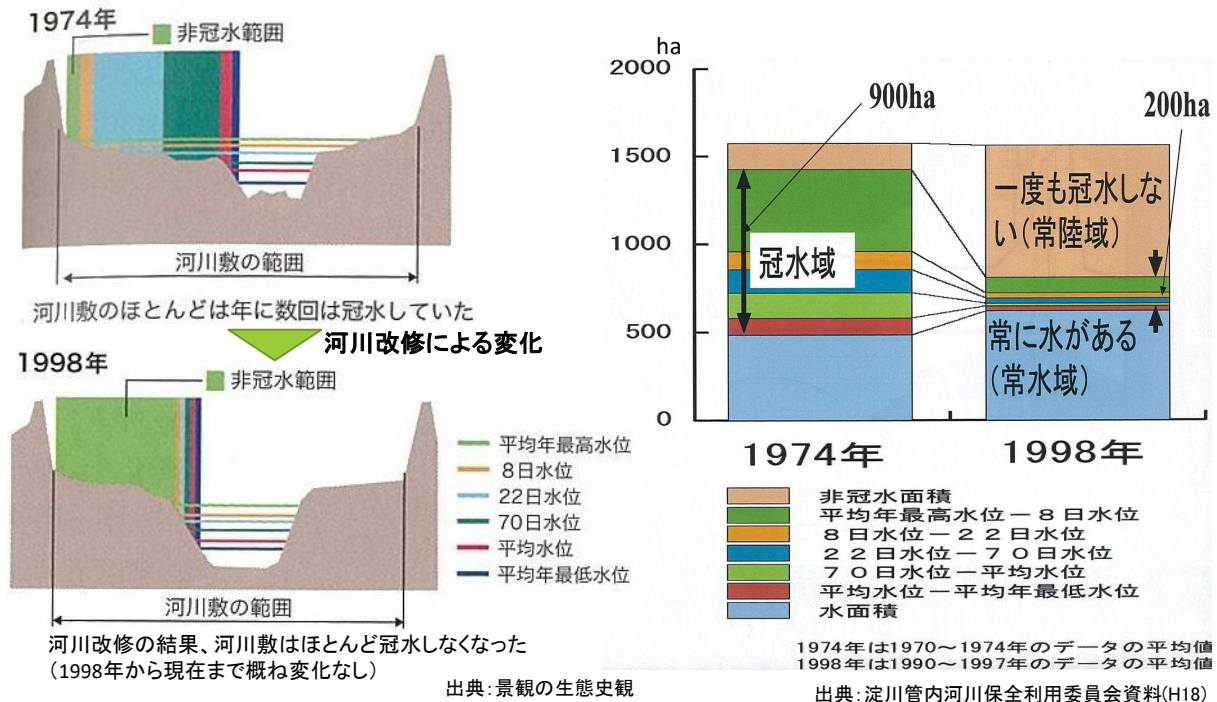 1974年
非冠水範囲
河川敷の範囲
河川敷のほとんどは年に数回は冠水していた
河川改修による変化
1998年
非冠水範囲
平均年最高水位
8日水位
22日水位
70日水位
平均水位
平均年最低水位
河川敷の範囲
河川改修の結果、河川敷はほとんど冠水しなくなった
(1998年から現在まで概ね変化なし)
出典:景観の生態史観
ha
2000
1500
1000
500
0
900ha
200ha
冠水域
一度も冠水しな
い(常陸域)
常に水がある
(常水域)
1974年
1998年
非冠水面積
平均年最高水位-8日水位
8日水位-22日水位
22日水位-70日水位
70日水位-平均水位
平均水位-平均年最低水位
水面積
1974年は1970~1974年のデータの平均値
1998年は1990~1997年のデータの平均値
出典:淀川管内河川保全利用委員会資料(H18)